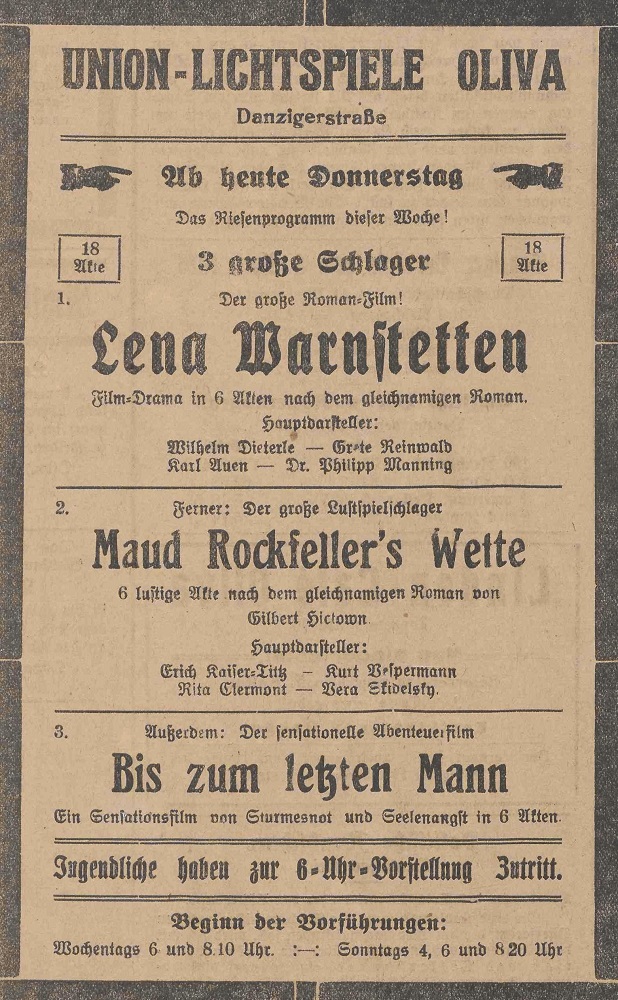 UNION-LICHTSPIELE OLIVA
Danzigerstraße
Ab heute Donnerstag
Das Riesenprogramm dieser Woche!
18 Akte
3 große Schlager
18 Akte
1. Der große Roman-Film!
Lena Warnstetten
Film-Drama in 6 Akten nach dem gleichnamigen Roman.
Hauptdarsteller:
Wilhelm Dieterle — Grete Reinwald
Karl Auen — Dr. Philipp Manning
2. Ferner: Der große Lustspielschlager
Maud Rockfeller's Wette
6 lustige Akte nach dem gleichnamigen Roman von
Gilbert Hictown
Hauptdarsteller:
Erich Kaiser-Titz – Kurt Vespermann
Rita Clermont — Vera Skidelsky.
3. Außerdem: Der sensationelle Abenteuerfilm
Bis zum letzten Mann
Ein Sensationsfilm von Sturmesnot und Seelenangst in 6 Akten.
Jugendliche haben zur 6-Uhr-Vorstellung Zutritt.
Beginn der Vorführungen:
Wochentags 6 und 8.10 Uhr. :—: Sonntags 4, 6 und 8 20 Uhr